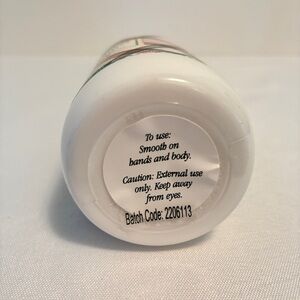 To use:
Smooth on
hands and body.
Caution: External use
only. Keep away
from eyes.
Batch Code: 2206113